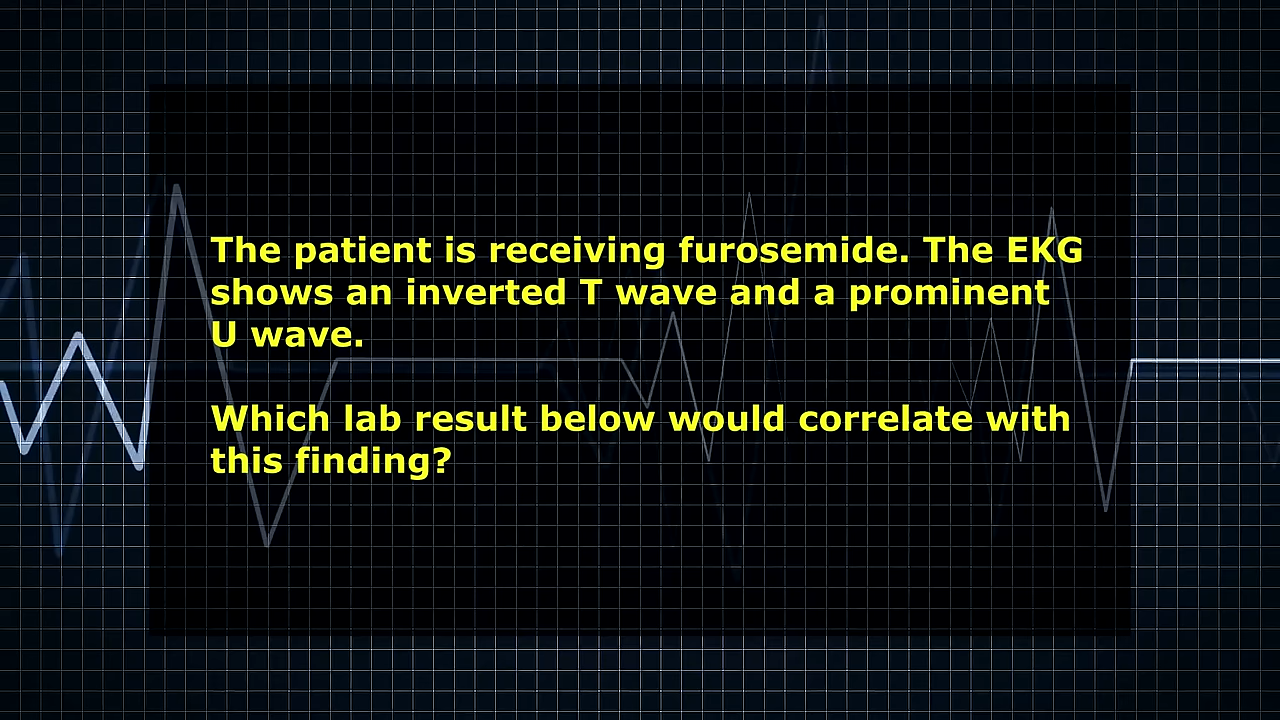 The patient is receiving furosemide. The EKG
shows an inverted T wave and a prominent
U wave.
Which lab result below would correlate with
this finding?